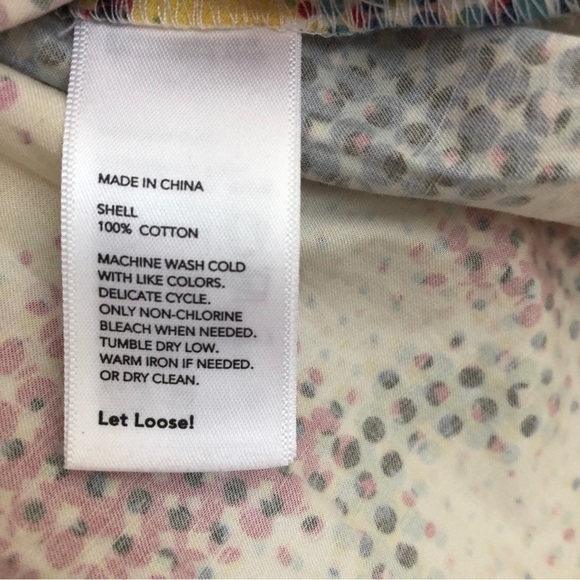 MADE IN CHINA
SHELL
100% COTTON
MACHINE WASH COLD
WITH LIKE COLORS.
DELICATE CYCLE.
ONLY NON-CHLORINE
BLEACH WHEN NEEDED.
TUMBLE DRY LOW.
WARM IRON IF NEEDED.
OR DRY CLEAN.
Let Loose!